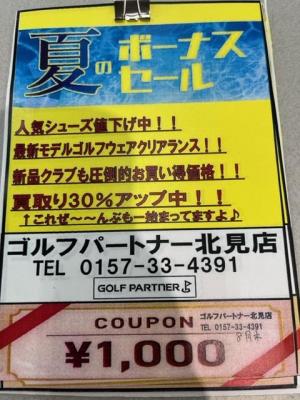 夏のボーナス
セール
人気シューズ値下げ中！！
最新モデルゴルフウェアクリアランス！！
新品クラブも圧倒的お買い得価格！！
買取り30%アップ中！！
↑これぜ～～んぶも一始まってますよ♪
ゴルフパートナー北見店
TEL 0157-33-4391
GOLF PARTNER
COUPON
¥1,000
ゴルフパートナー北見店
TEL 0157-33-4391
8月末